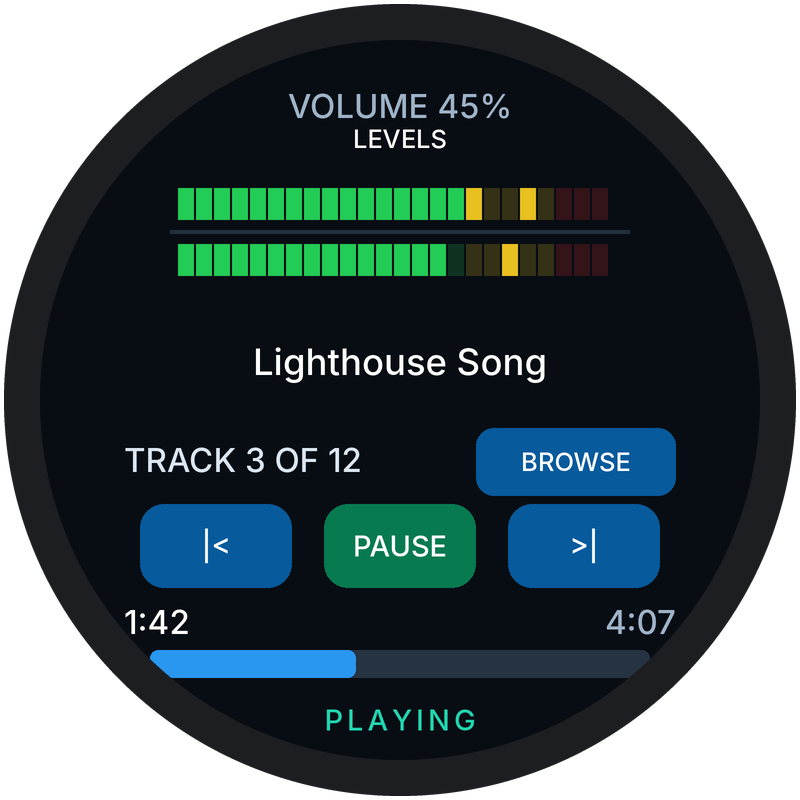 VOLUME 45%
LEVELS
Lighthouse Song
TRACK 3 OF 12
BROWSE
|<
PAUSE
>|
1:42
4:07
PLAYING